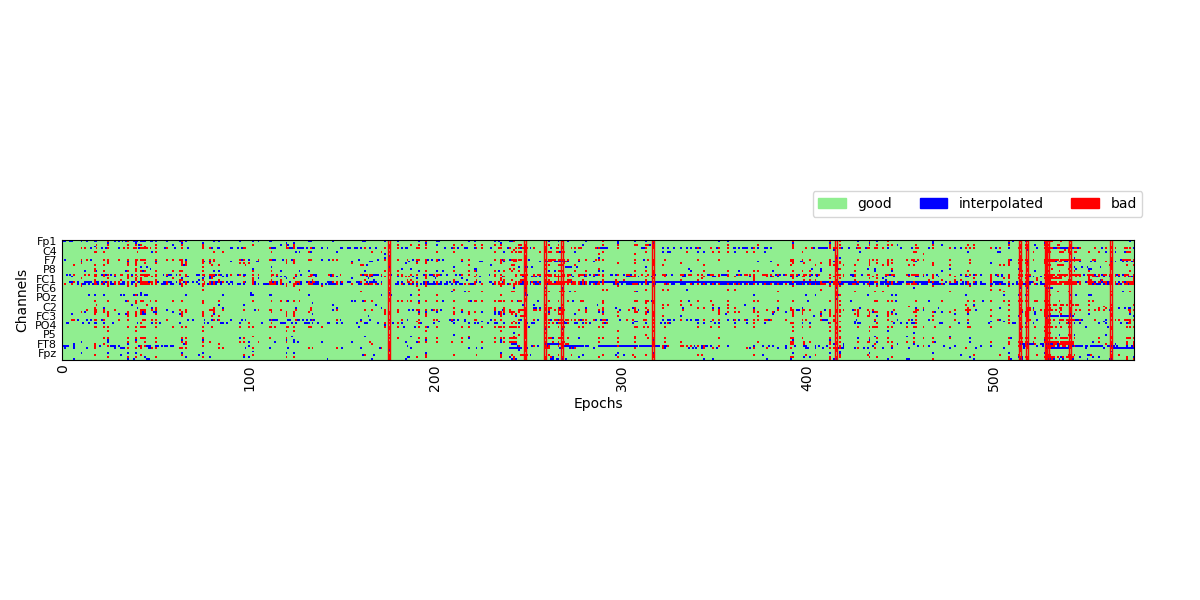 good interpolated bad
Fp1
C4
F7
P8
FC1
FC6
POz
C2
FC3
PO4
P5
FT8
Fpz
Channels
0 100 200 300 400 500
Epochs